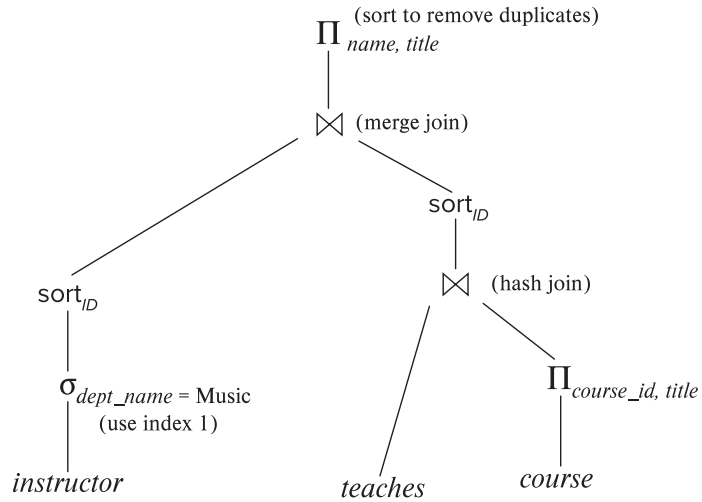 (sort to remove duplicates)
Π name, title
⋈ (merge join)
sort ID
sort ID
⋈ (hash join)
σ dept_name = Music
(use index 1)
Π course_id, title
instructor
teaches
course